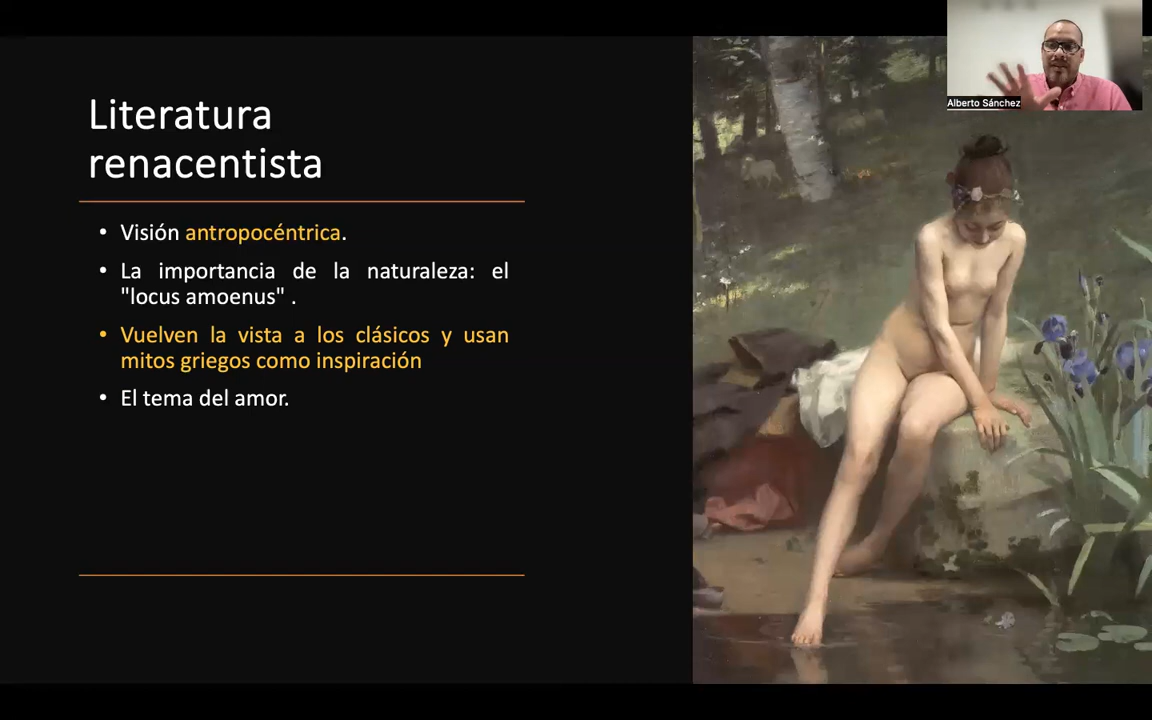 Alberto Sánchez
Literatura
renacentista
• Visión antropocéntrica.
• La importancia de la naturaleza: el
"locus amoenus" .
• Vuelven la vista a los clásicos y usan
mitos griegos como inspiración
• El tema del amor.